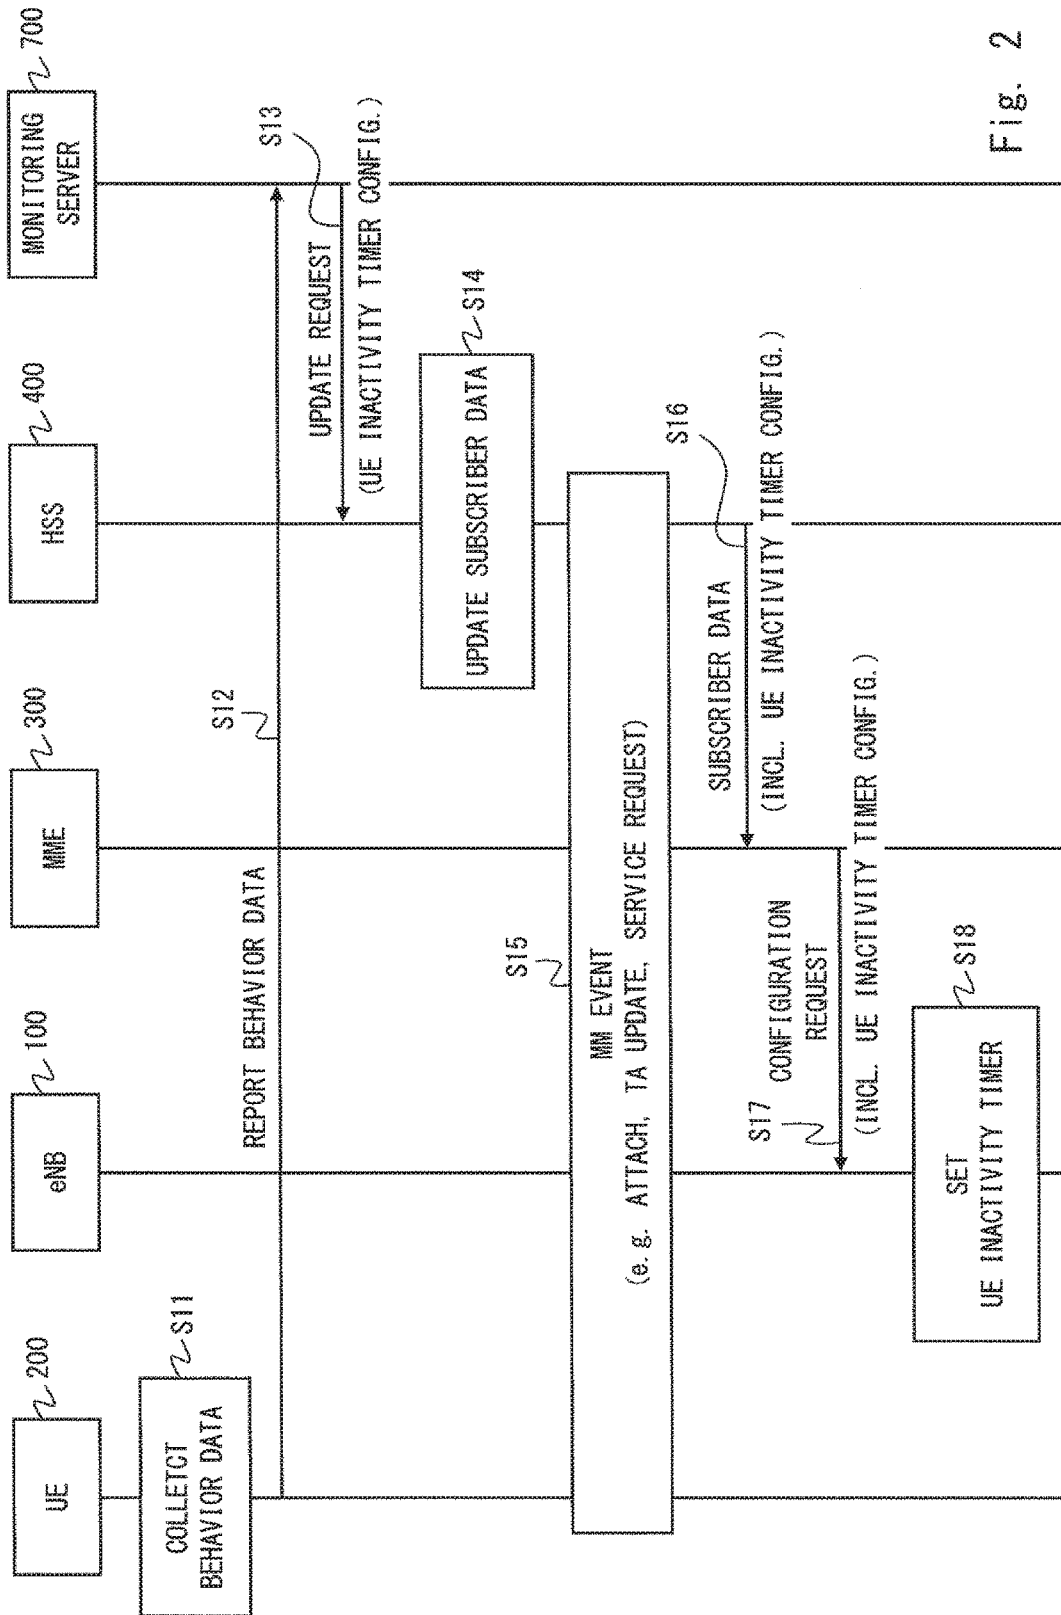 UE
200
eNB
100
MME
300
HSS
400
MONITORING
SERVER
700
COLLETCT
BEHAVIOR DATA
S11
REPORT BEHAVIOR DATA
S12
UPDATE REQUEST
(UE INACTIVITY TIMER CONFIG.)
S13
UPDATE SUBSCRIBER DATA
S14
S15
MM EVENT
(e.g. ATTACH, TA UPDATE, SERVICE REQUEST)
SUBSCRIBER DATA
S16
(INCL. UE INACTIVITY TIMER CONFIG.)
S17
CONFIGURATION
REQUEST
(INCL. UE INACTIVITY TIMER CONFIG.)
SET
UE INACTIVITY TIMER
S18
Fig. 2